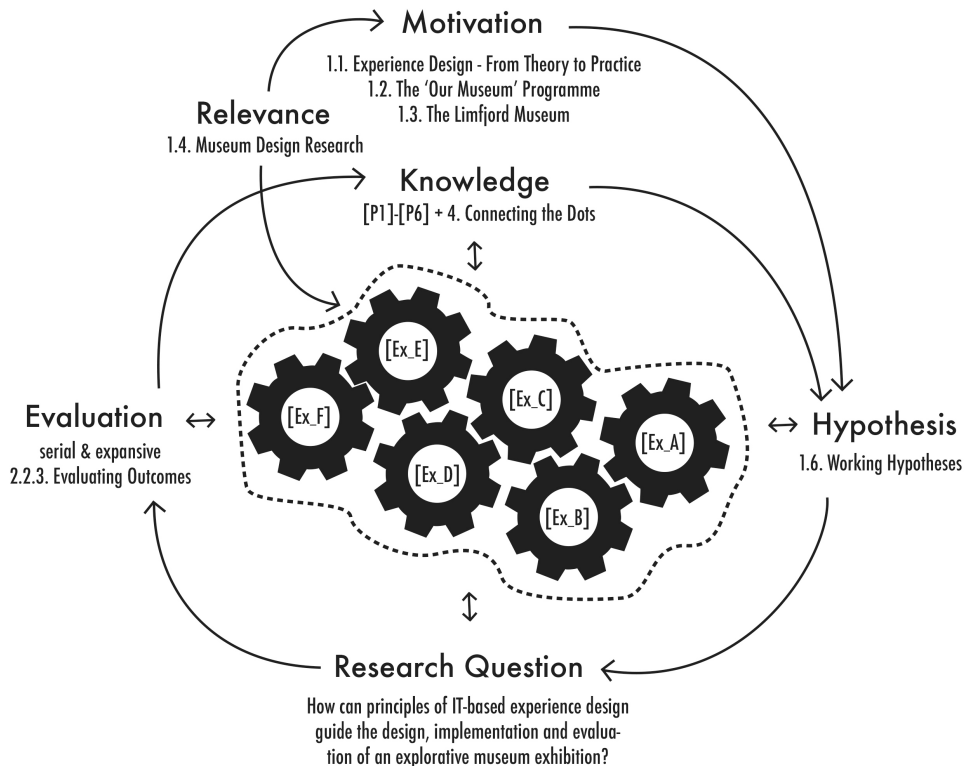 Motivation
1.1. Experience Design - From Theory to Practice
1.2. The ‘Our Museum’ Programme
1.3. The Limfjord Museum
Relevance
1.4. Museum Design Research
Knowledge
[P1]-[P6] + 4. Connecting the Dots
[Ex_E]
[Ex_C]
[Ex_F]
[Ex_A]
[Ex_D]
[Ex_B]
Evaluation
serial & expansive
2.2.3. Evaluating Outcomes
Hypothesis
1.6. Working Hypotheses
Research Question
How can principles of IT-based experience design
guide the design, implementation and evalua-
tion of an explorative museum exhibition?